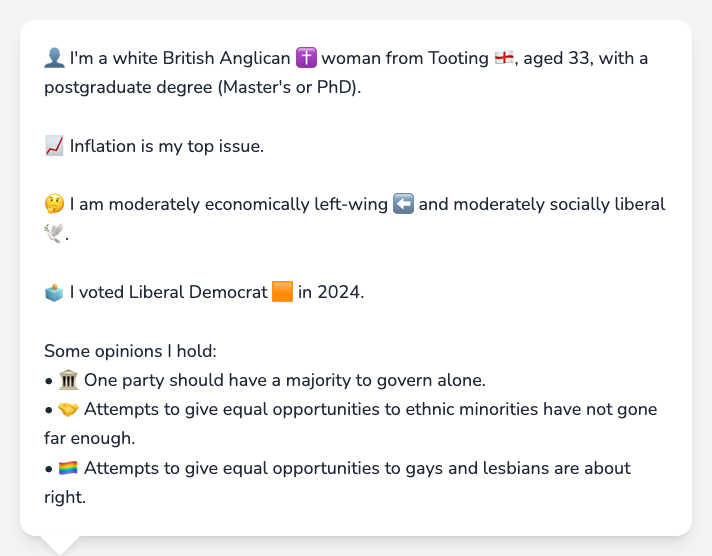 👤 I'm a white British Anglican ✝️ woman from Tooting 🏴󠁧󠁢󠁥󠁮󠁧󠁿, aged 33, with a
postgraduate degree (Master's or PhD).
📈 Inflation is my top issue.
🤔 I am moderately economically left-wing ⬅️ and moderately socially liberal
🕊️.
🗳️ I voted Liberal Democrat 🟧 in 2024.
Some opinions I hold:
• 🏛️ One party should have a majority to govern alone.
• 🤝 Attempts to give equal opportunities to ethnic minorities have not gone
far enough.
• 🏳️‍🌈 Attempts to give equal opportunities to gays and lesbians are about
right.